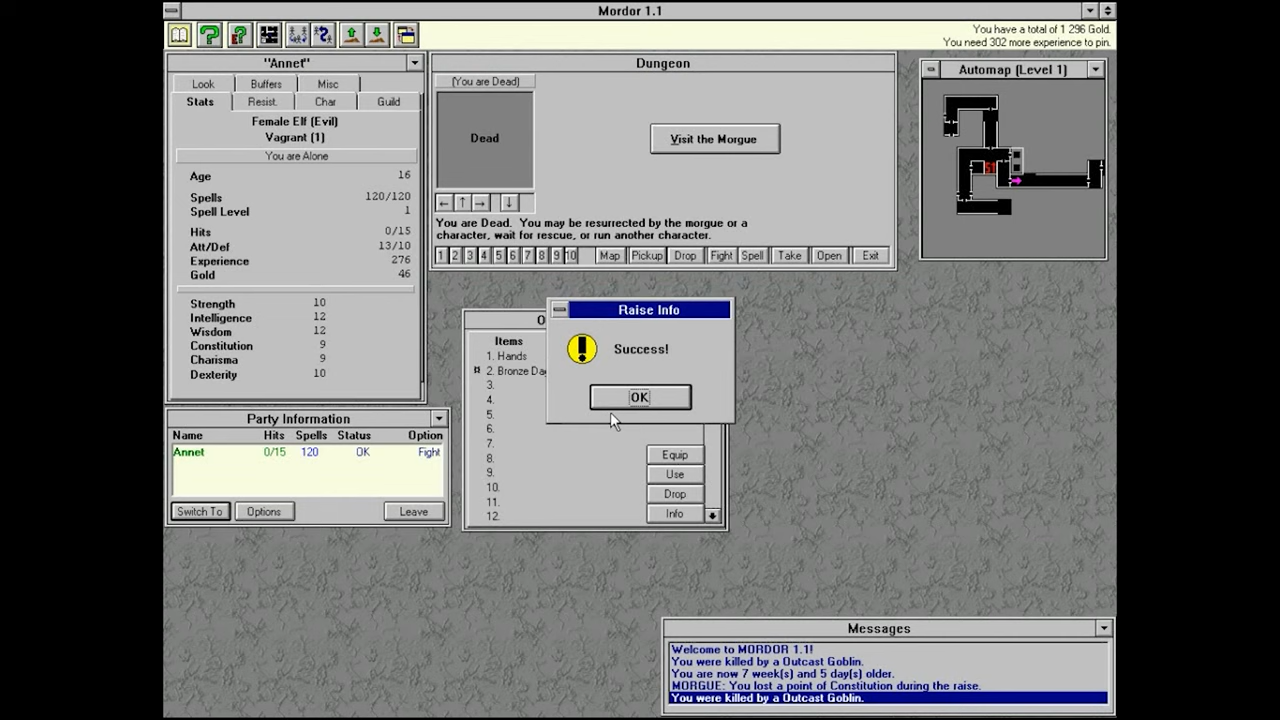 Mordor 1.1
You have a total of 1 296 Gold.
You need 302 more experience to pin.
"Annet"
Look Buffers Misc
Stats Resist. Char Guild
Female Elf (Evil)
Vagrant (1)
You are Alone
Age 16
Spells 120/120
Spell Level 1
Hits 0/15
Att/Def 13/10
Experience 276
Gold 46
Strength 10
Intelligence 12
Wisdom 12
Constitution 9
Charisma 9
Dexterity 10
Dungeon
(You are Dead)
Dead
Visit the Morgue
You are Dead. You may be resurrected by the morgue or a
character, wait for rescue, or run another character.
1 2 3 4 5 6 7 8 9 10 Map Pickup Drop Fight Spell Take Open Exit
Automap (Level 1)
Party Information
Name Hits Spells Status Option
Annet 0/15 120 OK Fight
Switch To Options Leave
Items
1. Hands
# 2. Bronze Da
3.
4.
5.
6.
7.
8.
9.
10.
11.
12.
Equip
Use
Drop
Info
Raise Info
Success!
OK
Messages
Welcome to MORDOR 1.1!
You were killed by a Outcast Goblin.
You are now 7 week(s) and 5 day(s) older.
MORGUE: You lost a point of Constitution during the raise.
You were killed by a Outcast Goblin.